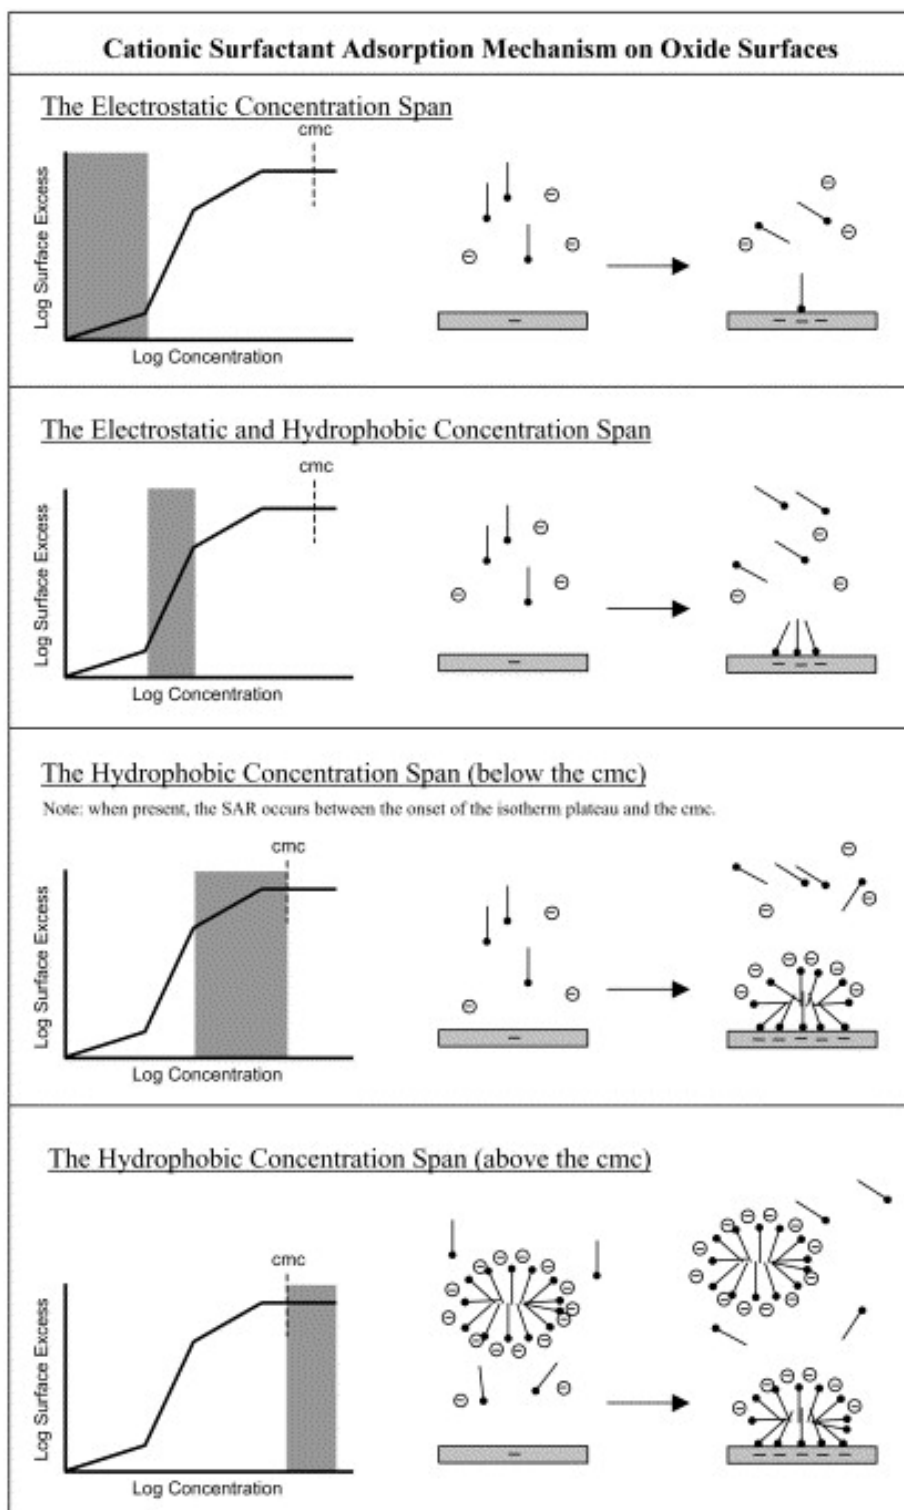 Cationic Surfactant Adsorption Mechanism on Oxide Surfaces
The Electrostatic Concentration Span
cmc
Log Surface Excess
Log Concentration
The Electrostatic and Hydrophobic Concentration Span
cmc
Log Surface Excess
Log Concentration
The Hydrophobic Concentration Span (below the cmc)
Note: when present, the SAR occurs between the onset of the isotherm plateau and the cmc.
cmc
Log Surface Excess
Log Concentration
The Hydrophobic Concentration Span (above the cmc)
cmc
Log Surface Excess
Log Concentration